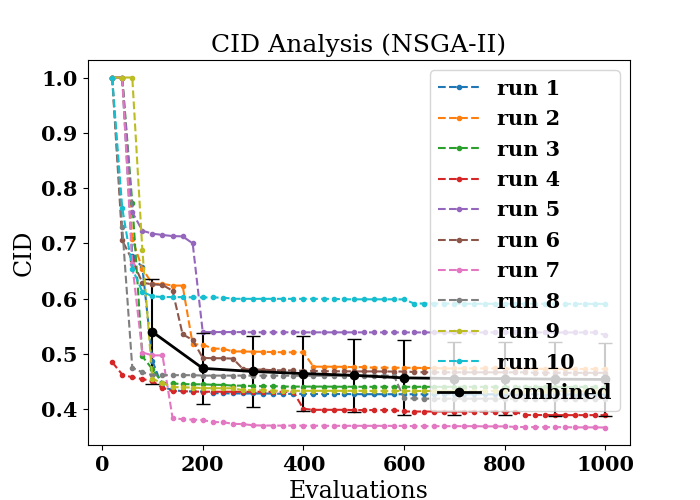 CID Analysis (NSGA-II)
1.0
0.9
0.8
0.7
0.6
0.5
0.4
CID
run 1
run 2
run 3
run 4
run 5
run 6
run 7
run 8
run 9
run 10
combined
0 200 400 600 800 1000
Evaluations